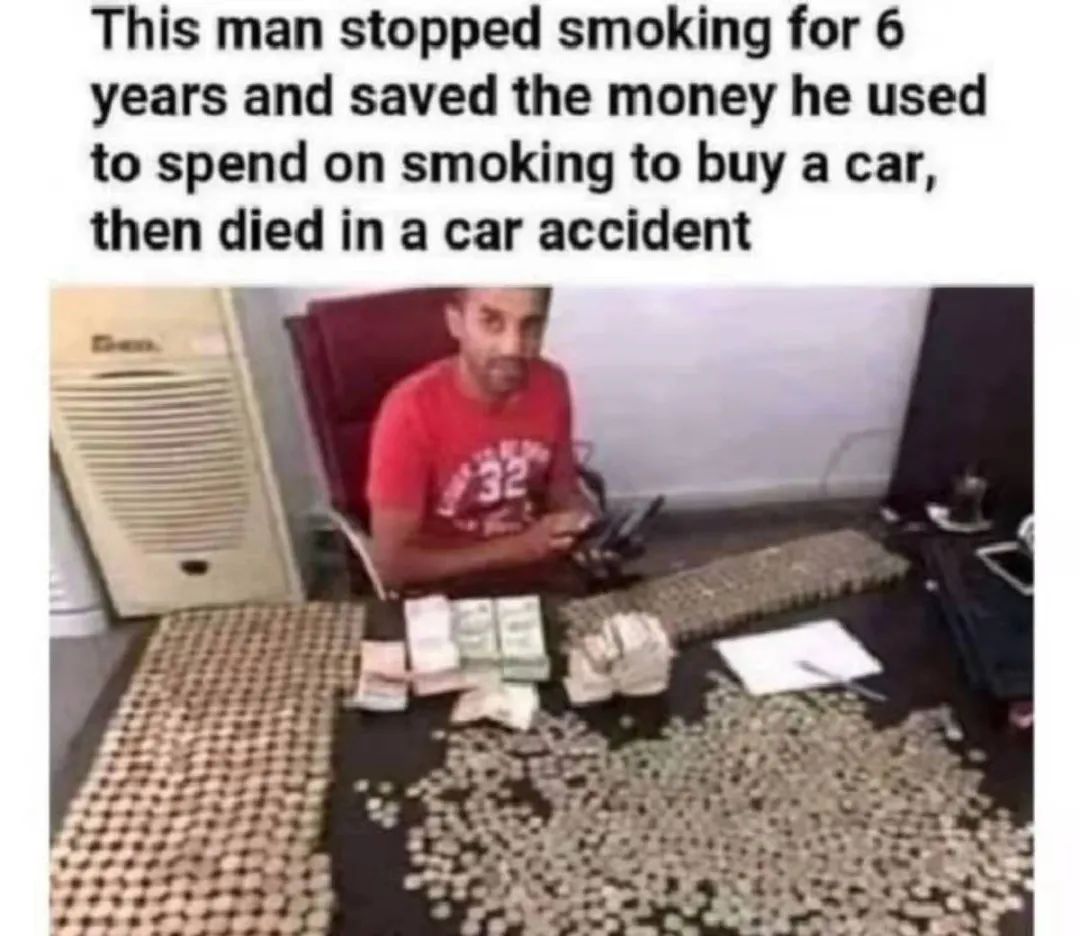 This man stopped smoking for 6
years and saved the money he used
to spend on smoking to buy a car,
then died in a car accident
32